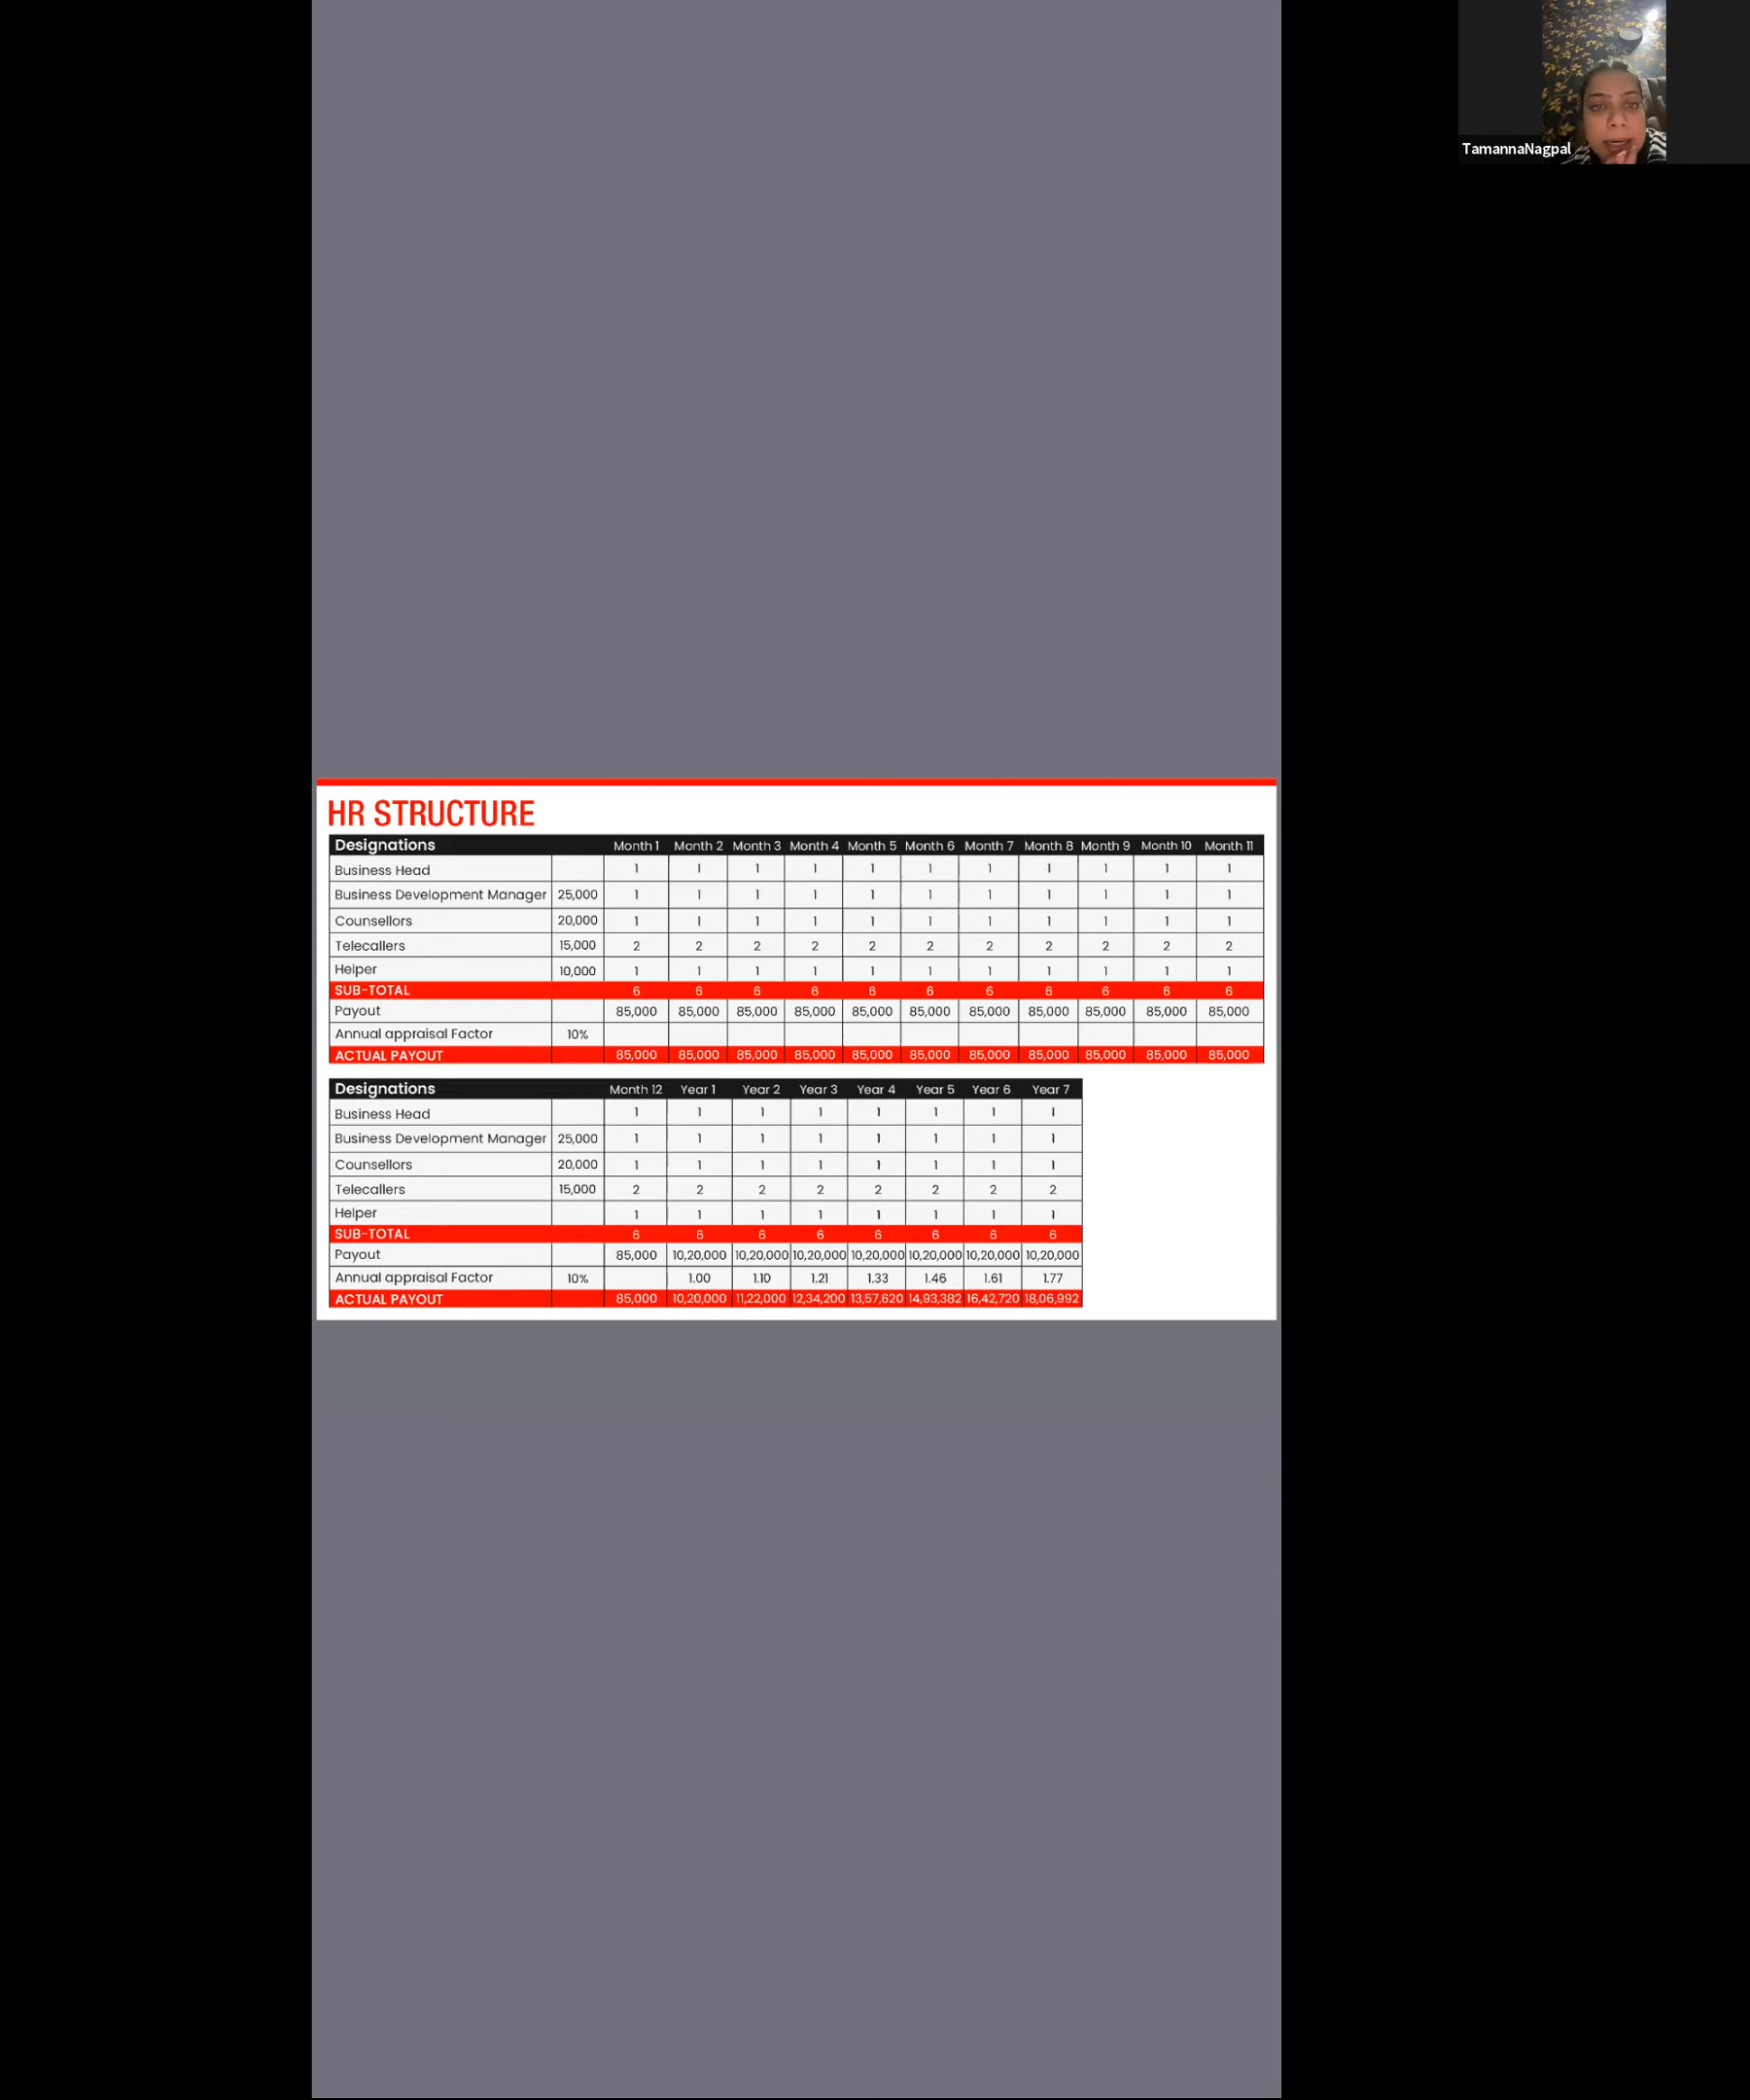 TamannaNagpal
HR STRUCTURE
Designations Month 1 Month 2 Month 3 Month 4 Month 5 Month 6 Month 7 Month 8 Month 9 Month 10 Month 11
Business Head 1 1 1 1 1 1 1 1 1 1 1
Business Development Manager 25,000 1 1 1 1 1 1 1 1 1 1 1
Counsellors 20,000 1 1 1 1 1 1 1 1 1 1 1
Telecallers 15,000 2 2 2 2 2 2 2 2 2 2 2
Helper 10,000 1 1 1 1 1 1 1 1 1 1 1
SUB-TOTAL 6 6 6 6 6 6 6 6 6 6 6
Payout 85,000 85,000 85,000 85,000 85,000 85,000 85,000 85,000 85,000 85,000 85,000
Annual appraisal Factor 10%
ACTUAL PAYOUT 85,000 85,000 85,000 85,000 85,000 85,000 85,000 85,000 85,000 85,000 85,000
Designations Month 12 Year 1 Year 2 Year 3 Year 4 Year 5 Year 6 Year 7
Business Head 1 1 1 1 1 1 1 1
Business Development Manager 25,000 1 1 1 1 1 1 1 1
Counsellors 20,000 1 1 1 1 1 1 1 1
Telecallers 15,000 2 2 2 2 2 2 2 2
Helper 1 1 1 1 1 1 1 1
SUB-TOTAL 6 6 6 6 6 6 6 6
Payout 85,000 10,20,000 10,20,000 10,20,000 10,20,000 10,20,000 10,20,000 10,20,000
Annual appraisal Factor 10% 1.00 1.10 1.21 1.33 1.46 1.61 1.77
ACTUAL PAYOUT 85,000 10,20,000 11,22,000 12,34,200 13,57,620 14,93,382 16,42,720 18,06,992